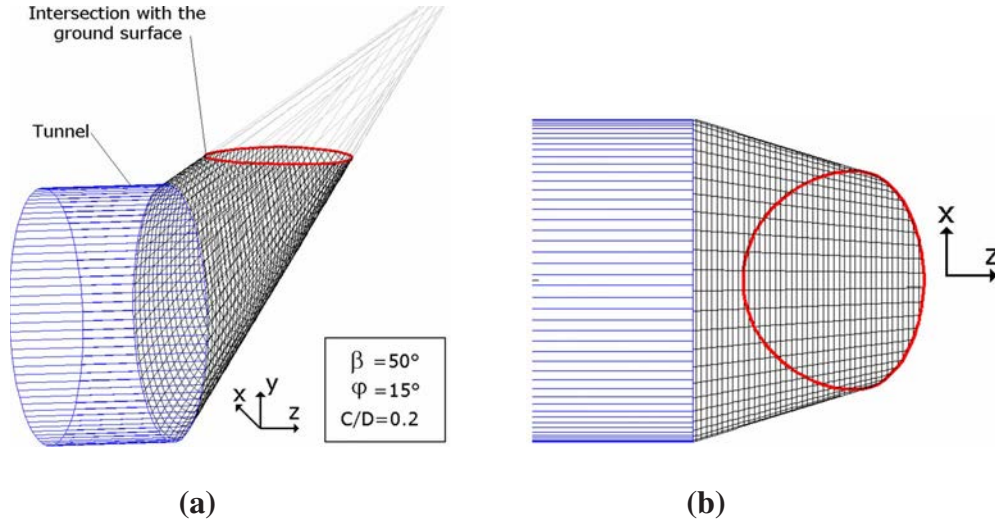 Intersection with the
ground surface
Tunnel
x
y
z
β =50°
φ =15°
C/D=0.2
x
z
(a)
(b)